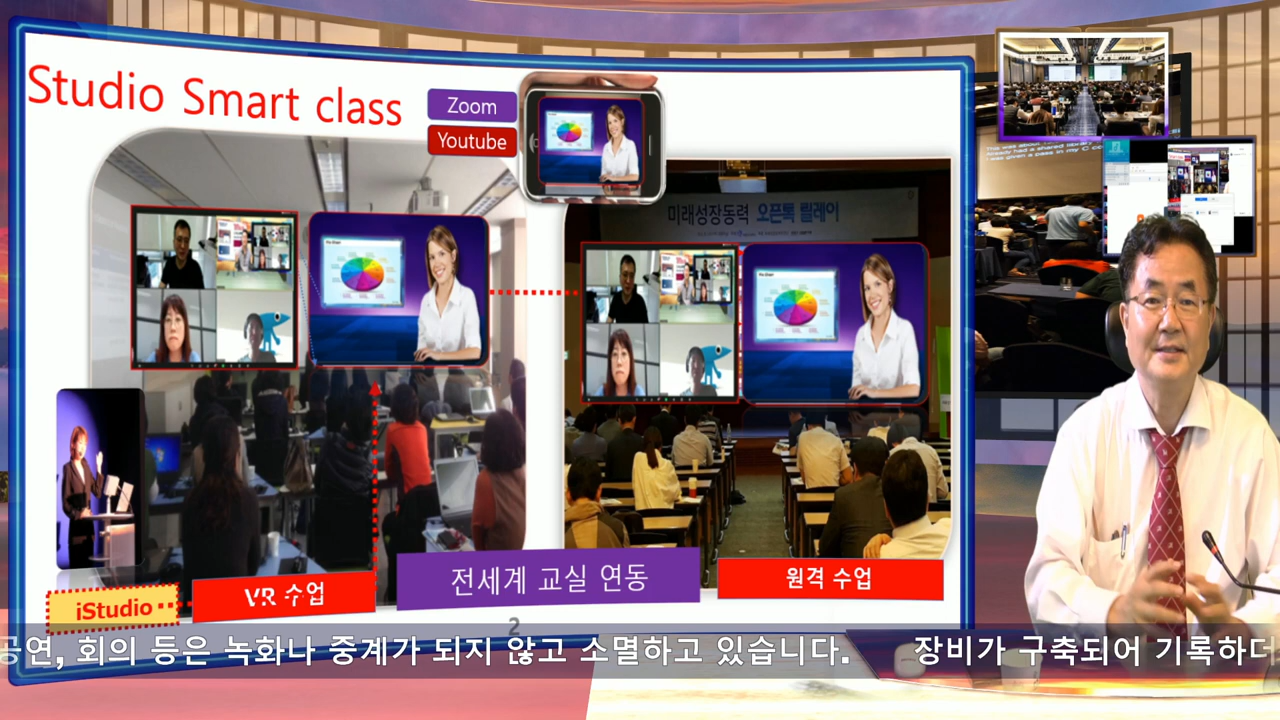 Studio Smart class
Zoom
Youtube
미래성장동력 오픈톡 릴레이
iStudio
VR 수업
전세계 교실 연동
원격 수업
2
공연, 회의 등은 녹화나 중계가 되지 않고 소멸하고 있습니다. 장비가 구축되어 기록하더